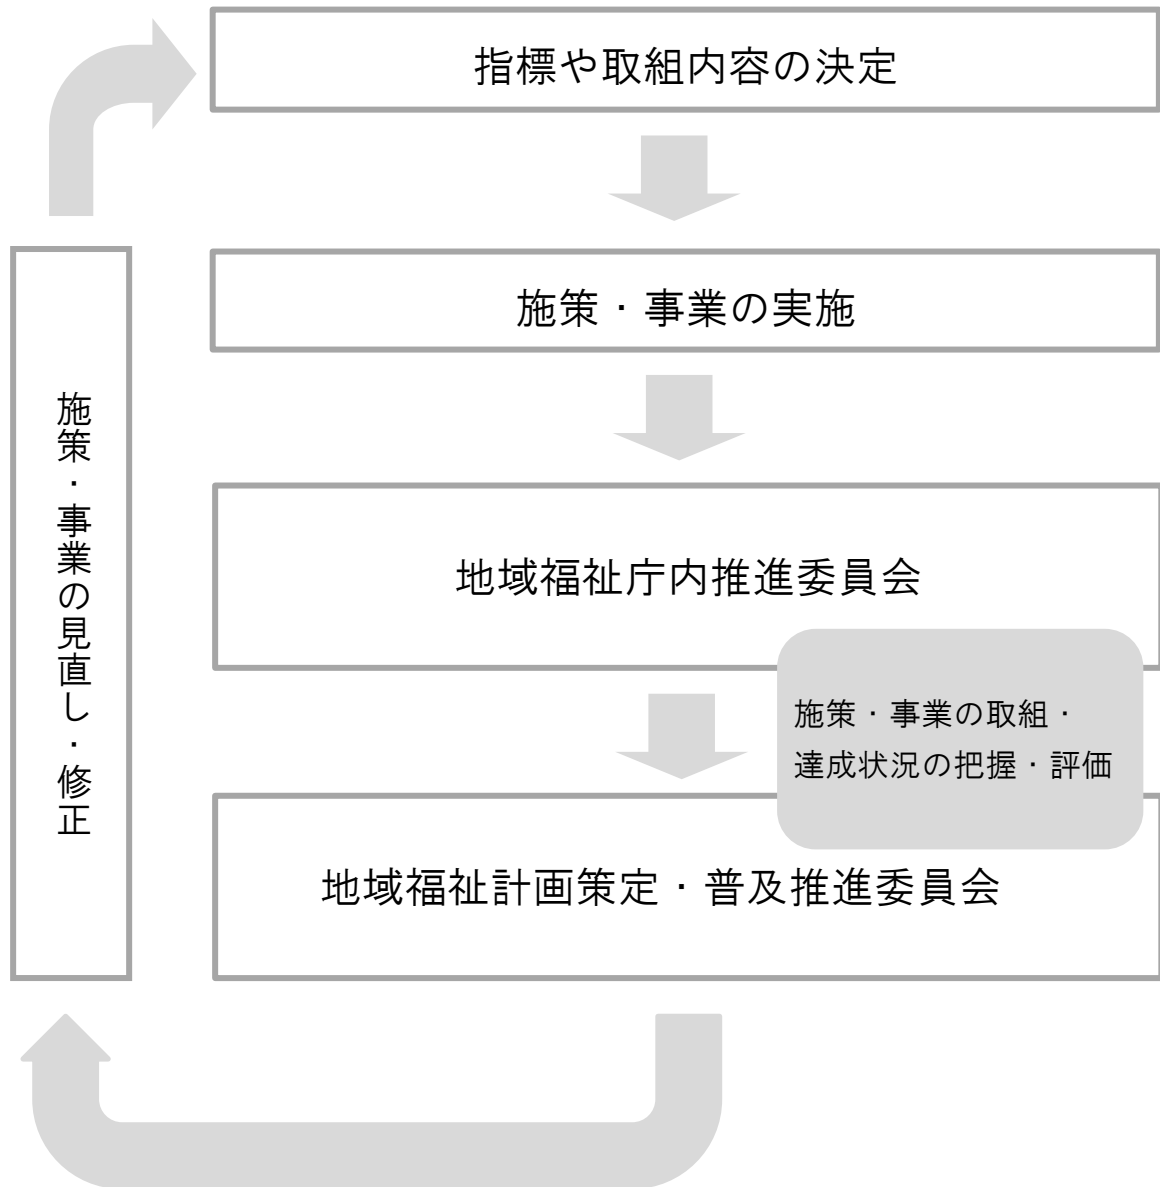 指標や取組内容の決定
施策・事業の実施
地域福祉庁内推進委員会
施策・事業の取組・
達成状況の把握・評価
地域福祉計画策定・普及推進委員会
施策・事業の見直し・修正